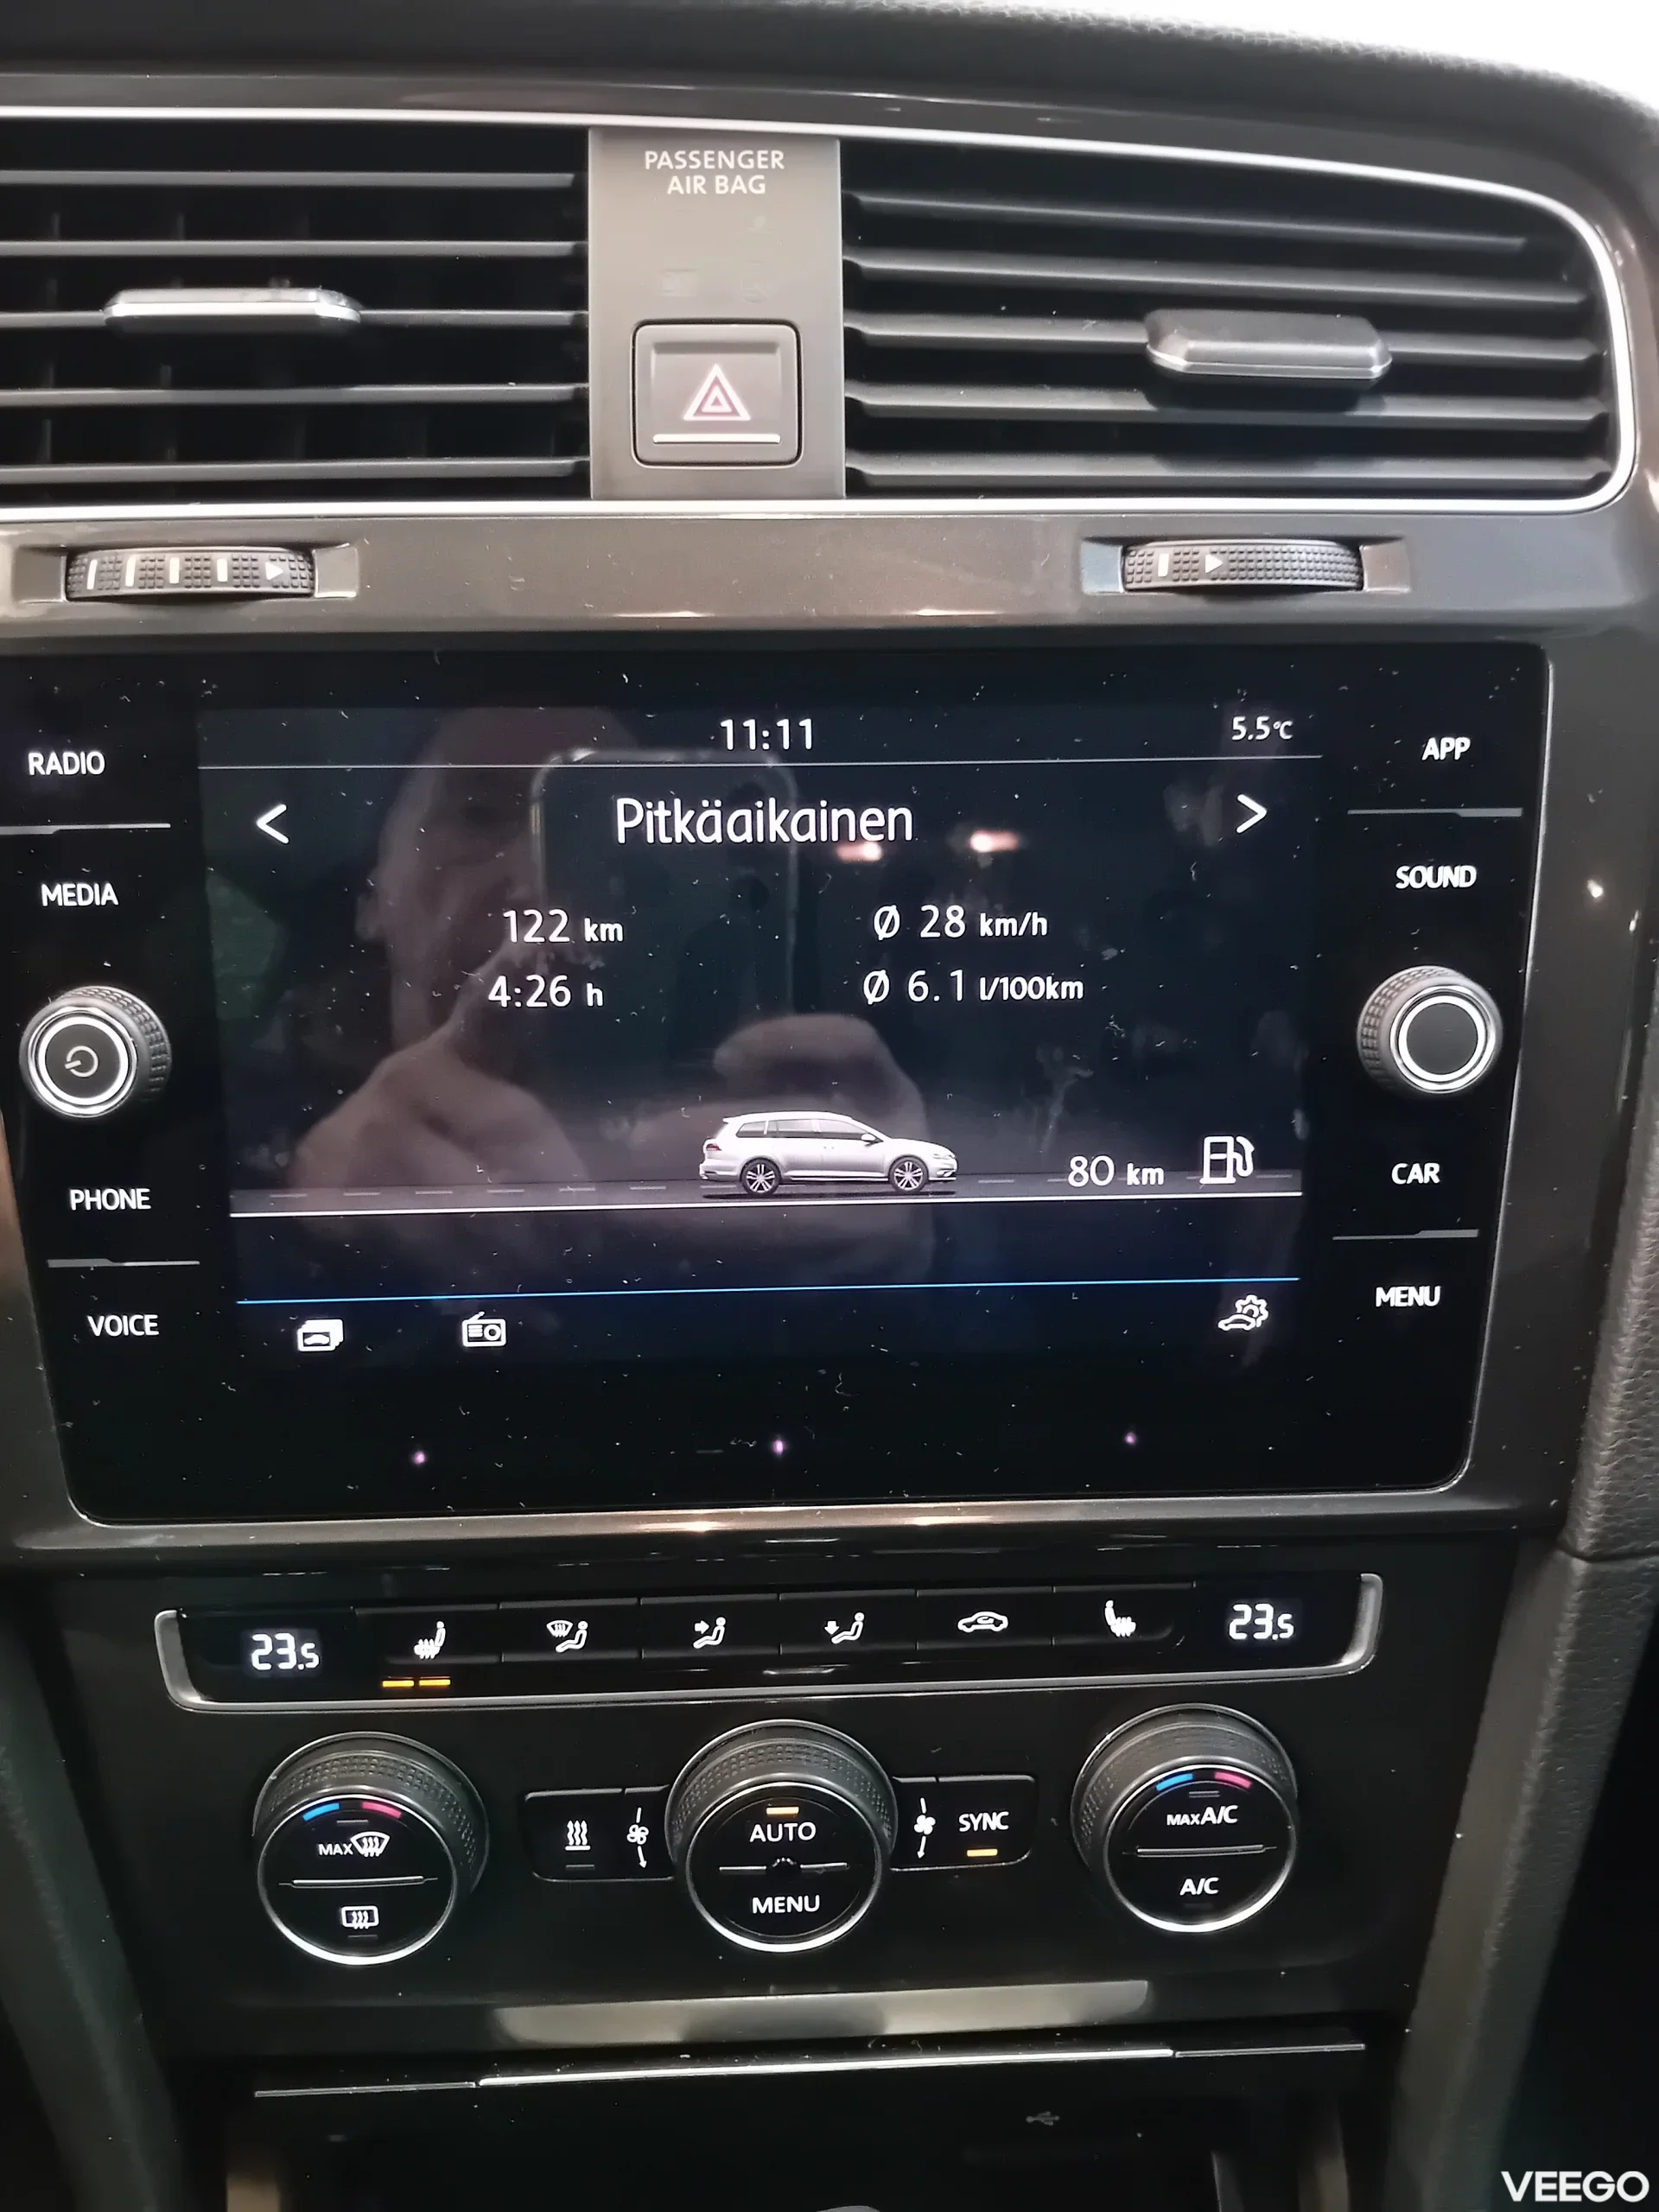 PASSENGER
AIR BAG
RADIO
MEDIA
PHONE
VOICE
11:11
5.5°C
<
Pitkäaikainen
>
122 km
Ø 28 km/h
4:26 h
Ø 6.1 l/100km
80 km
APP
SOUND
CAR
MENU
23.5
23.5
MAX
AUTO
MENU
SYNC
MAX A/C
A/C
VEEGO